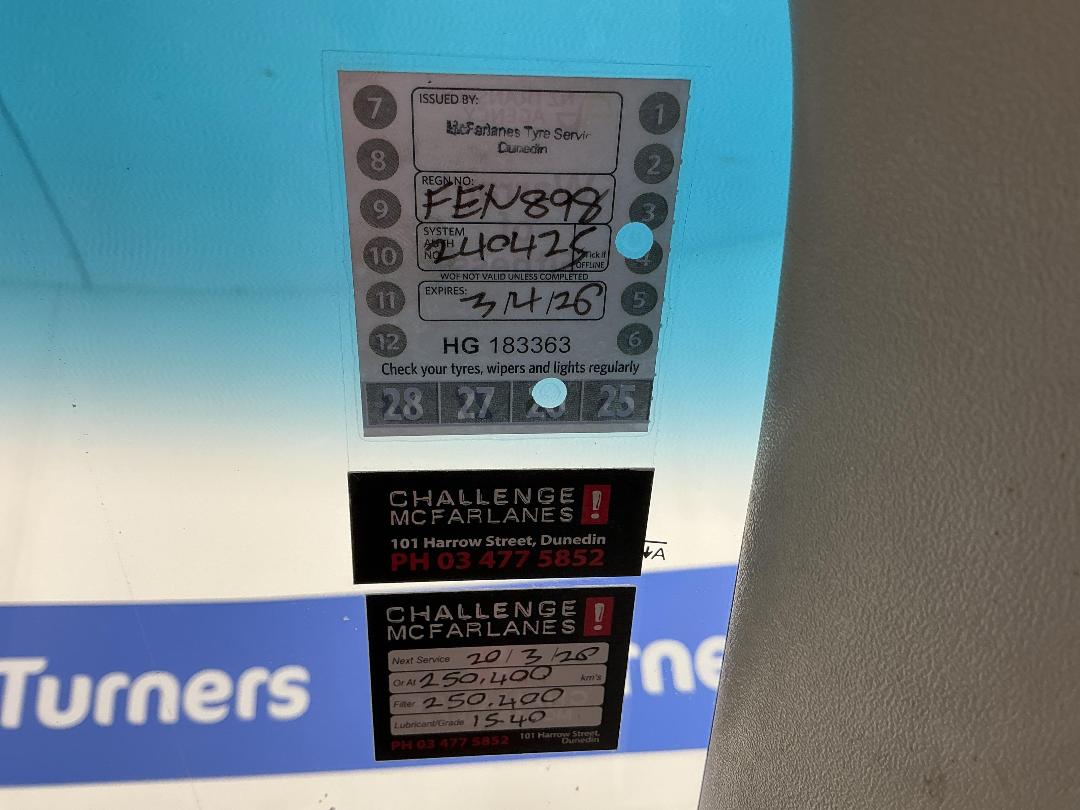 7
8
9
10
11
12
ISSUED BY:
McFarlanes Tyre Servic
Dunedin
REGN NO:
FEN898
SYSTEM
AUTH
NO:
240425
Tick if
OFFLINE
WOF NOT VALID UNLESS COMPLETED
EXPIRES:
3/4/26
1
2
3
4
5
6
HG 183363
Check your tyres, wipers and lights regularly
28 27 26 25
CHALLENGE !
MCFARLANES
101 Harrow Street, Dunedin
PH 03 477 5852
A
CHALLENGE !
MCFARLANES
Next Service 20/3/26
Or At 250,400 km's
Filter 250,400
Lubricant/Grade 15-40
PH 03 477 5852 101 Harrow Street,
Dunedin
Turners
rne